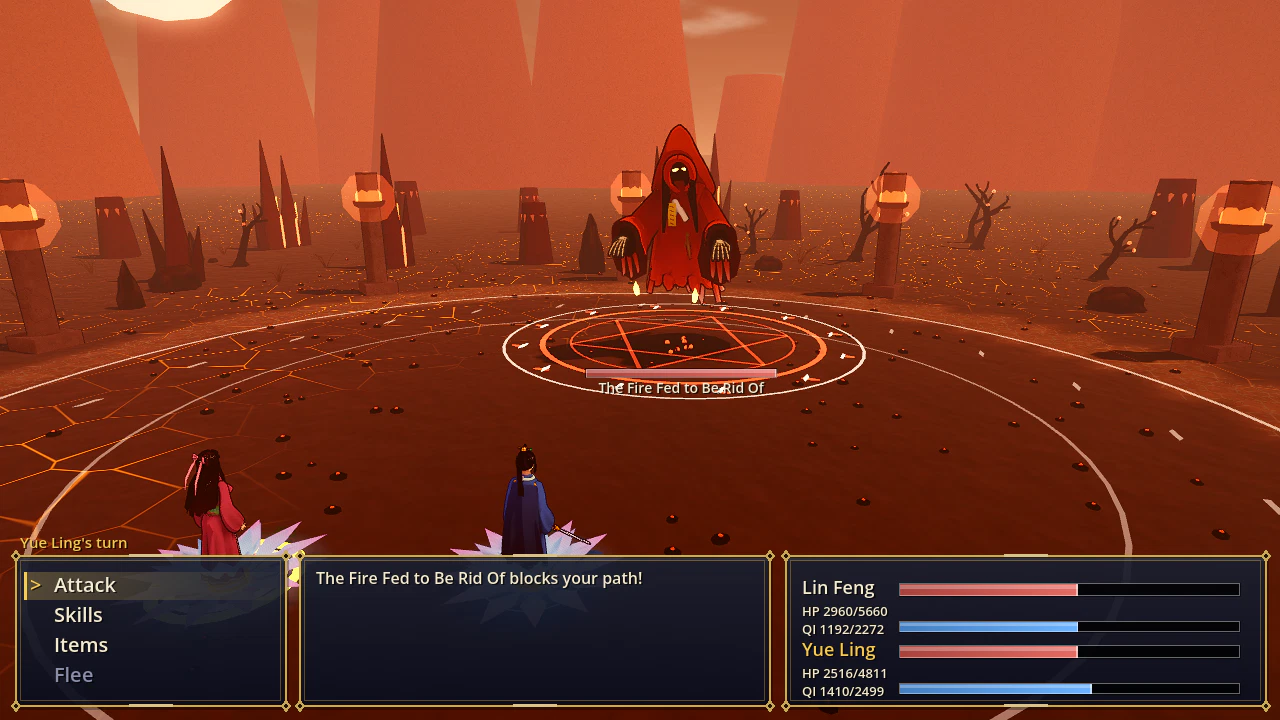 The Fire Fed to Be Rid Of
Yue Ling's turn
> Attack
Skills
Items
Flee
The Fire Fed to Be Rid Of blocks your path!
Lin Feng
HP 2960/5660
QI 1192/2272
Yue Ling
HP 2516/4811
QI 1410/2499